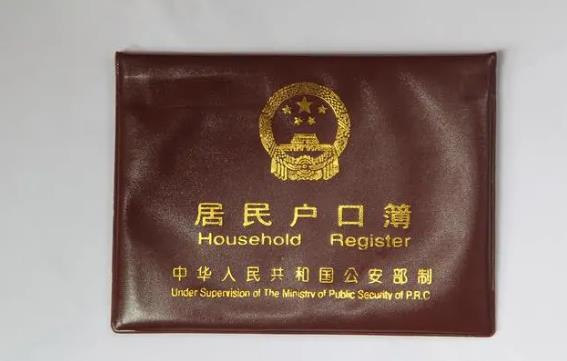 居民户口簿
Household Register
中华人民共和国公安部制
Under Supervision of The Ministry of Public Security of P.R.C